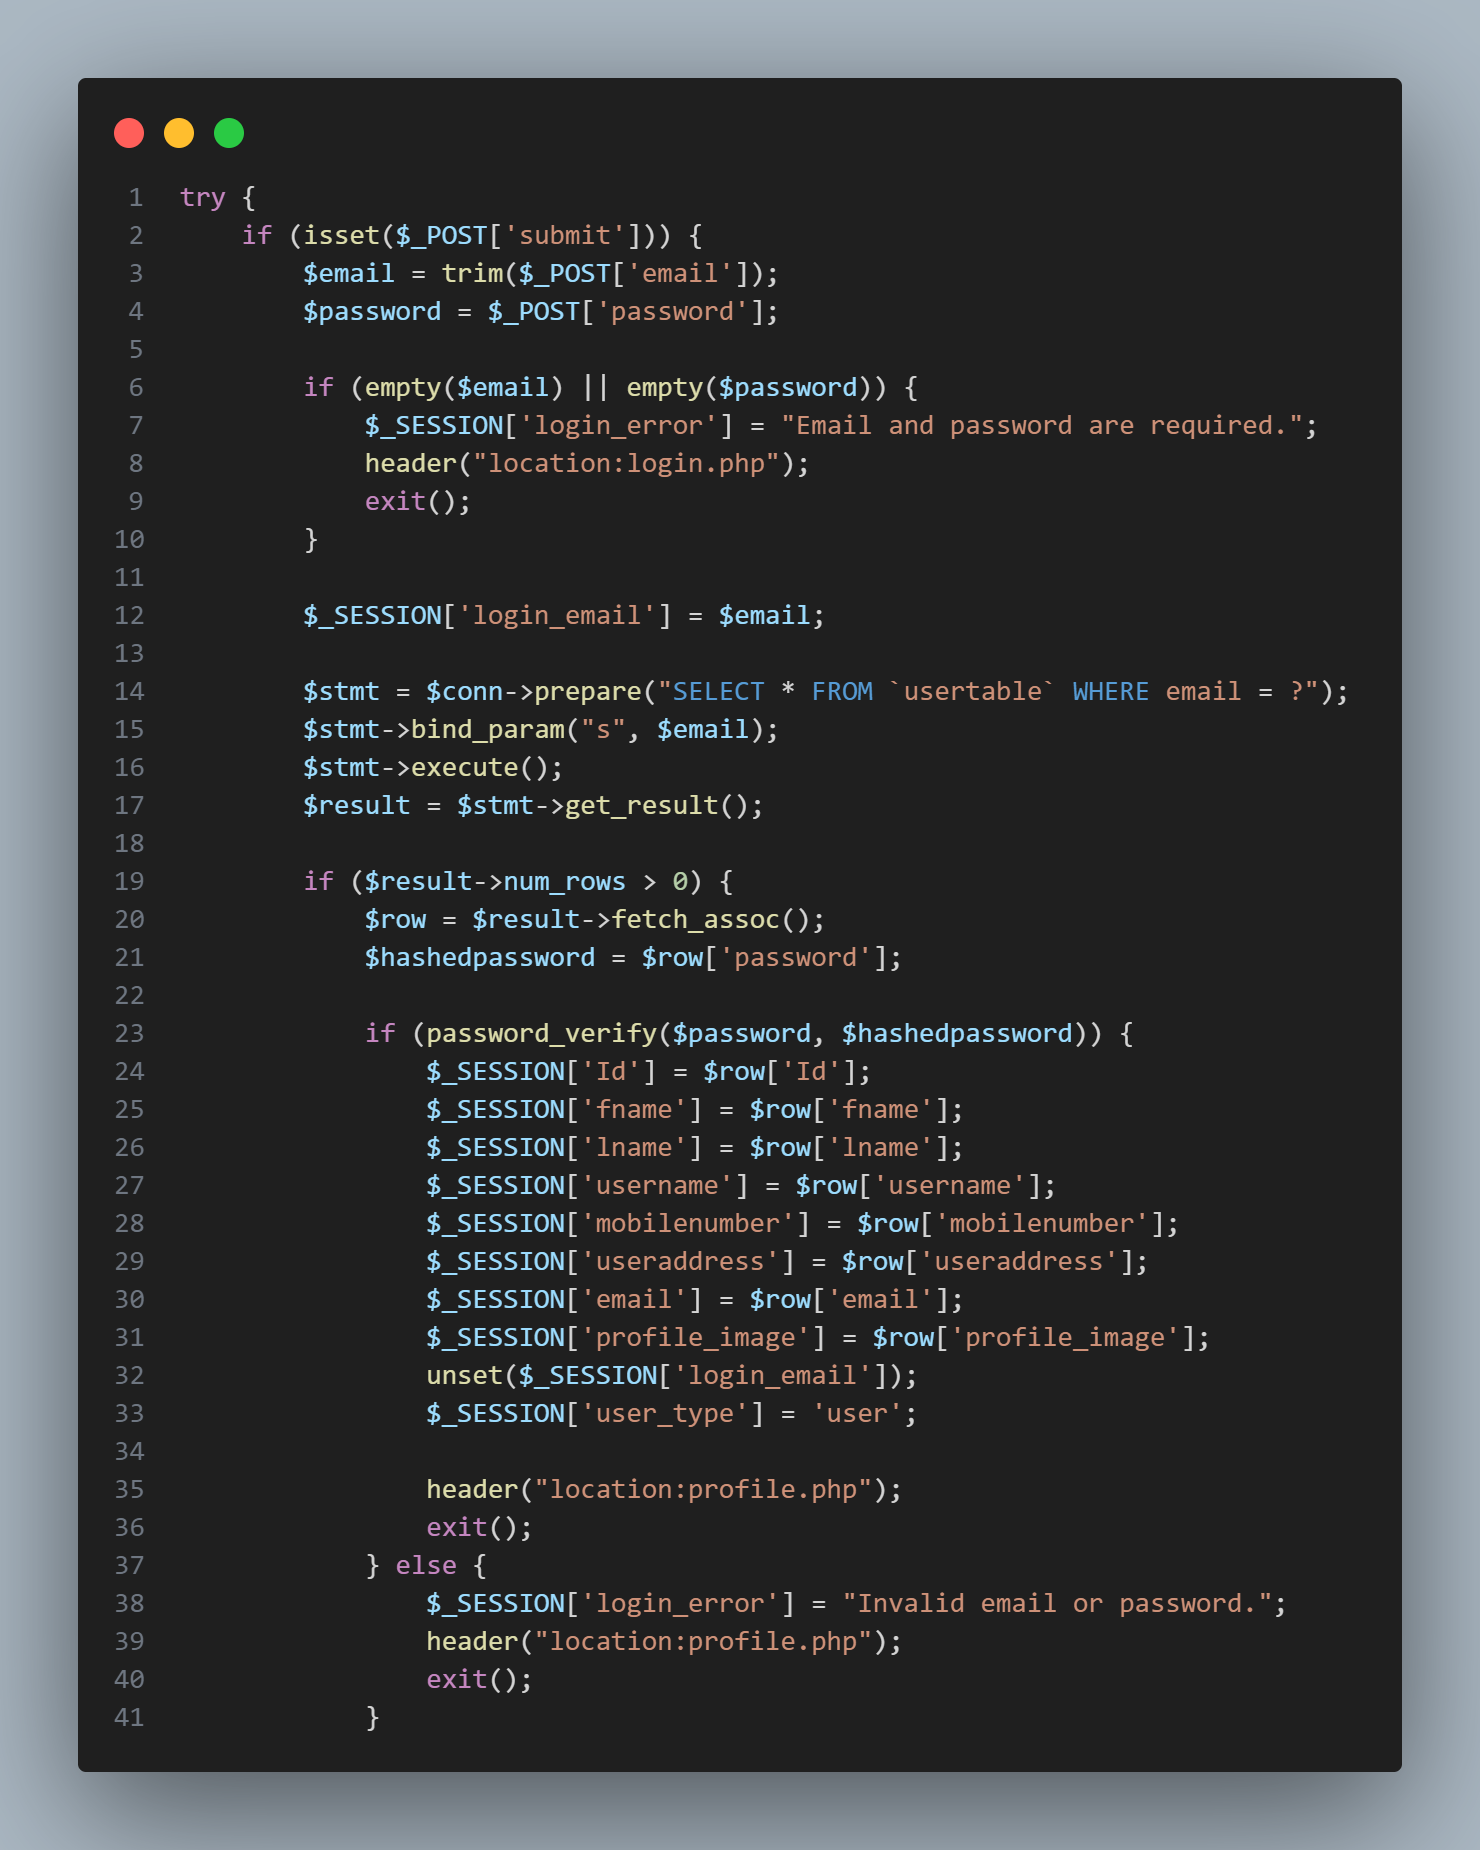 1 try {
2     if (isset($_POST['submit'])) {
3         $email = trim($_POST['email']);
4         $password = $_POST['password'];
5
6         if (empty($email) || empty($password)) {
7             $_SESSION['login_error'] = "Email and password are required.";
8             header("location:login.php");
9             exit();
10         }
11
12         $_SESSION['login_email'] = $email;
13
14         $stmt = $conn->prepare("SELECT * FROM `usertable` WHERE email = ?");
15         $stmt->bind_param("s", $email);
16         $stmt->execute();
17         $result = $stmt->get_result();
18
19         if ($result->num_rows > 0) {
20             $row = $result->fetch_assoc();
21             $hashedpassword = $row['password'];
22
23             if (password_verify($password, $hashedpassword)) {
24                 $_SESSION['Id'] = $row['Id'];
25                 $_SESSION['fname'] = $row['fname'];
26                 $_SESSION['lname'] = $row['lname'];
27                 $_SESSION['username'] = $row['username'];
28                 $_SESSION['mobilenumber'] = $row['mobilenumber'];
29                 $_SESSION['useraddress'] = $row['useraddress'];
30                 $_SESSION['email'] = $row['email'];
31                 $_SESSION['profile_image'] = $row['profile_image'];
32                 unset($_SESSION['login_email']);
33                 $_SESSION['user_type'] = 'user';
34
35                 header("location:profile.php");
36                 exit();
37             } else {
38                 $_SESSION['login_error'] = "Invalid email or password.";
39                 header("location:profile.php");
40                 exit();
41             }